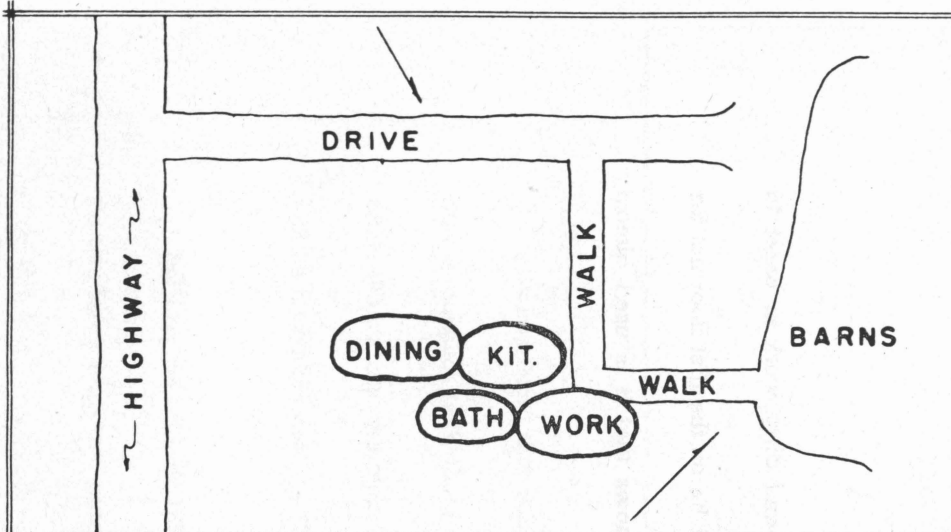 DRIVE
HIGHWAY
WALK
BARNS
DINING
KIT.
WALK
BATH
WORK